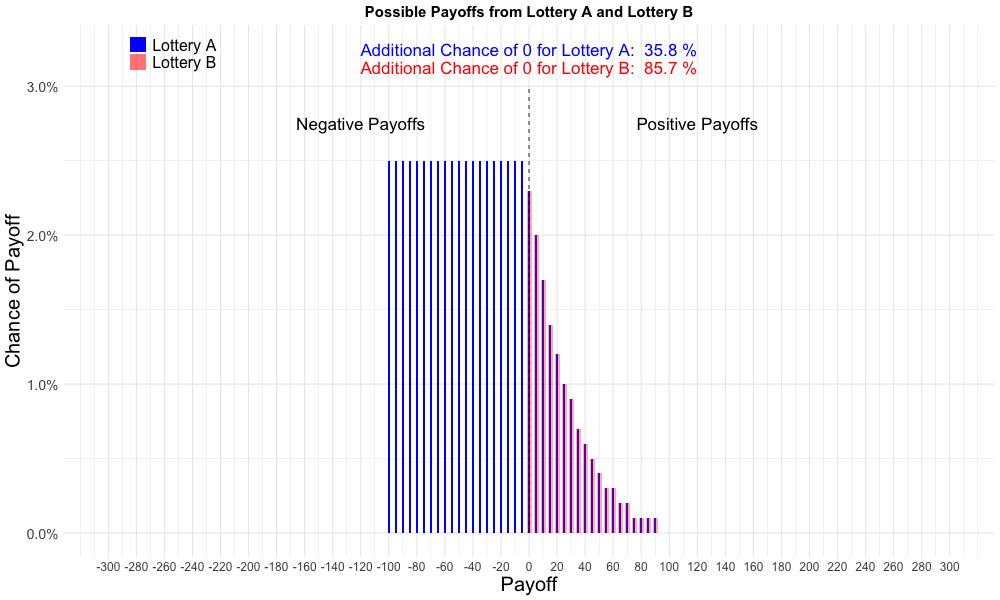 Possible Payoffs from Lottery A and Lottery B
Lottery A
Lottery B
Additional Chance of 0 for Lottery A:  35.8 %
Additional Chance of 0 for Lottery B:  85.7 %
Negative Payoffs
Positive Payoffs
Chance of Payoff
3.0%
2.0%
1.0%
0.0%
-300 -280 -260 -240 -220 -200 -180 -160 -140 -120 -100 -80 -60 -40 -20 0 20 40 60 80 100 120 140 160 180 200 220 240 260 280 300
Payoff